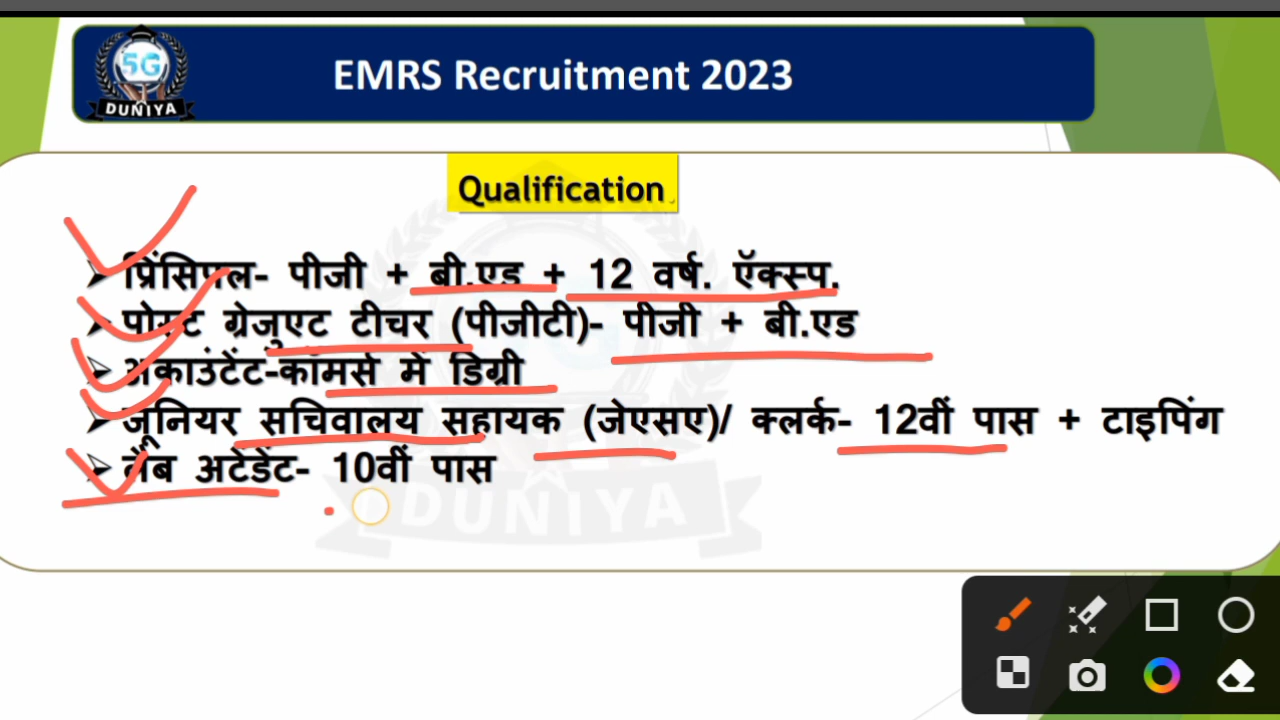 5G
DUNIYA
EMRS Recruitment 2023
Qualification
प्रिंसिपल- पीजी + बी.एड + 12 वर्ष. ऍक्स्प.
पोस्ट ग्रेजुएट टीचर (पीजीटी)- पीजी + बी.एड
अकाउंटेंट-कॉमर्स में डिग्री
जूनियर सचिवालय सहायक (जेएसए)/ क्लर्क- 12वीं पास + टाइपिंग
लैब अटेंडेंट- 10वीं पास
DUNIYA